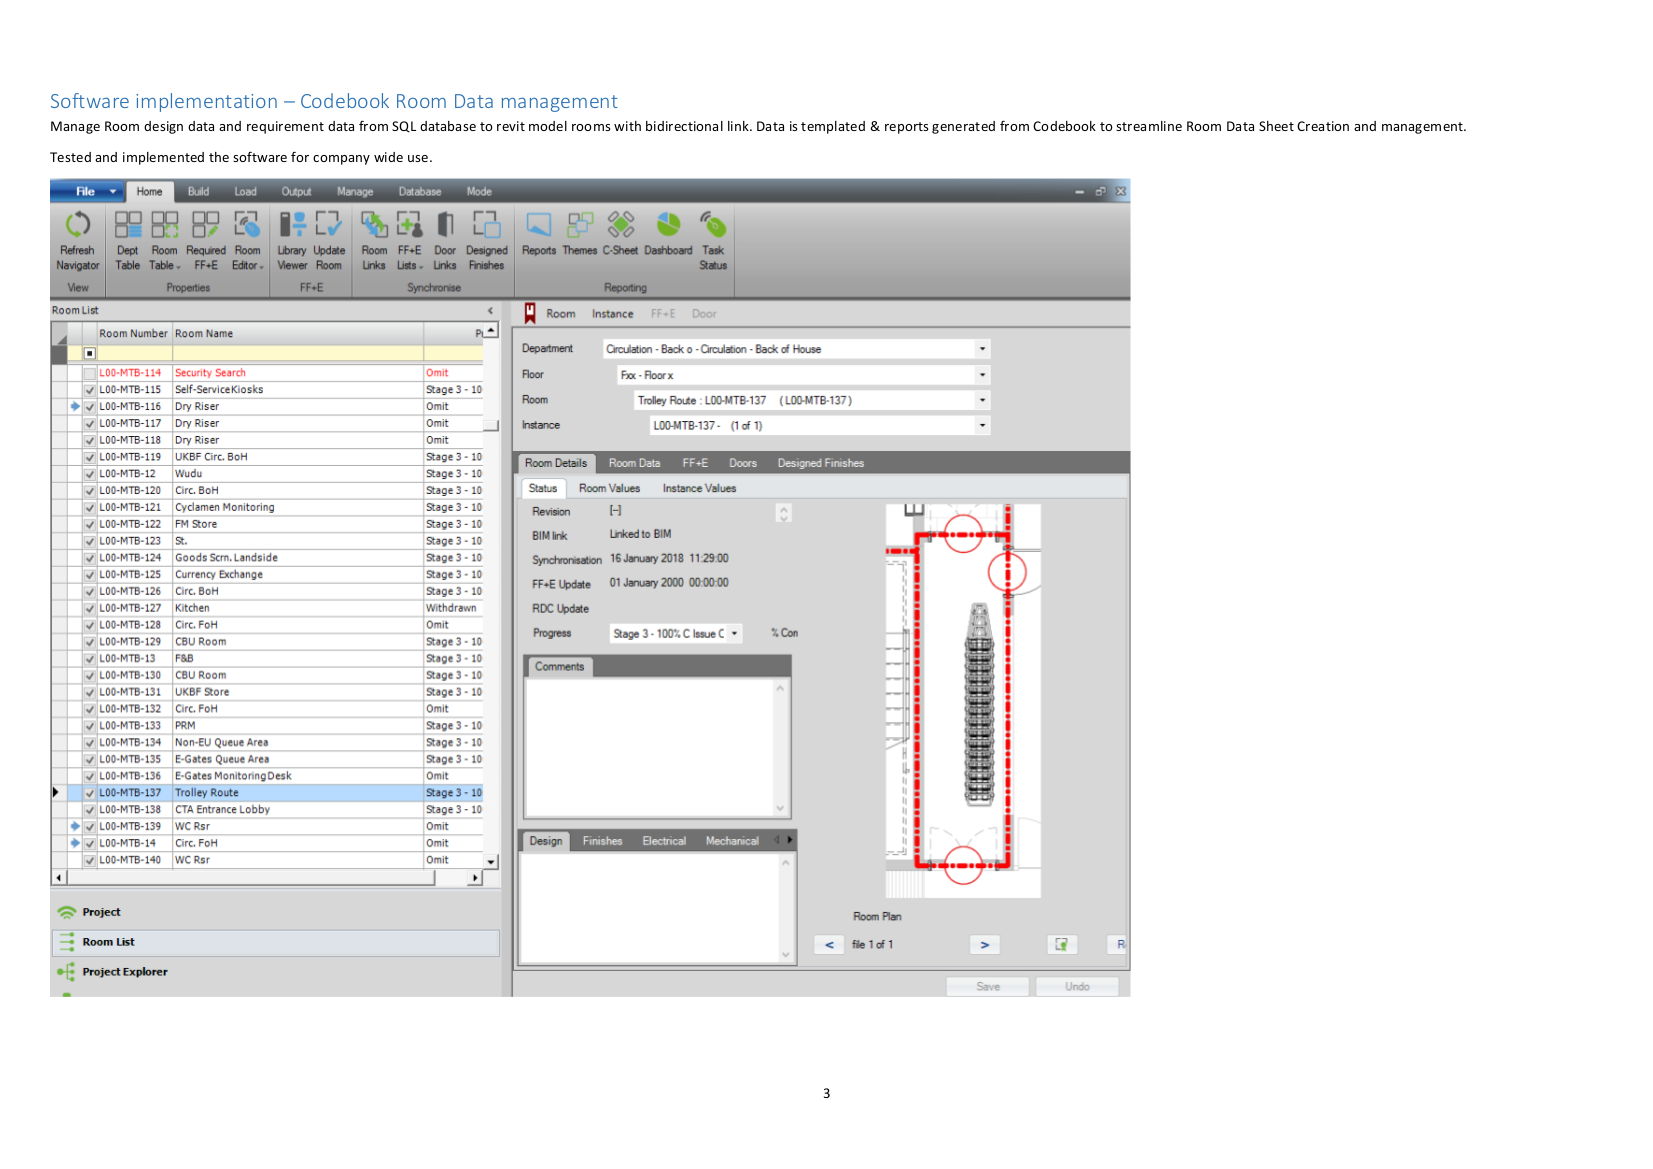 Software implementation – Codebook Room Data management
Manage Room design data and requirement data from SQL database to revit model rooms with bidirectional link. Data is templated & reports generated from Codebook to streamline Room Data Sheet Creation and management.
Tested and implemented the software for company wide use.
File Home Build Load Output Manage Database Mode
Refresh Navigator
Dept Table
Room Table
Required FF+E
Room Editor
Library Viewer
Update Room
Room Links
FF+E Lists
Door Links
Designed Finishes
Reports
Themes
C-Sheet
Dashboard
Task Status
View Properties FF+E Synchronise Reporting
Room List
Room Number Room Name
L00-MTB-114 Security Search Omit
L00-MTB-115 Self-Service Kiosks Stage 3 - 10
L00-MTB-116 Dry Riser Omit
L00-MTB-117 Dry Riser Omit
L00-MTB-118 Dry Riser Omit
L00-MTB-119 UKBF Circ. BoH Stage 3 - 10
L00-MTB-12 Wudu Stage 3 - 10
L00-MTB-120 Circ. BoH Stage 3 - 10
L00-MTB-121 Cyclamen Monitoring Stage 3 - 10
L00-MTB-122 FM Store Stage 3 - 10
L00-MTB-123 St. Stage 3 - 10
L00-MTB-124 Goods Scrn. Landside Stage 3 - 10
L00-MTB-125 Currency Exchange Stage 3 - 10
L00-MTB-126 Circ. BoH Stage 3 - 10
L00-MTB-127 Kitchen Withdrawn
L00-MTB-128 Circ. FoH Omit
L00-MTB-129 CBU Room Stage 3 - 10
L00-MTB-13 F&B Stage 3 - 10
L00-MTB-130 CBU Room Stage 3 - 10
L00-MTB-131 UKBF Store Stage 3 - 10
L00-MTB-132 Circ. FoH Omit
L00-MTB-133 PRM Stage 3 - 10
L00-MTB-134 Non-EU Queue Area Stage 3 - 10
L00-MTB-135 E-Gates Queue Area Stage 3 - 10
L00-MTB-136 E-Gates Monitoring Desk Omit
L00-MTB-137 Trolley Route Stage 3 - 10
L00-MTB-138 CTA Entrance Lobby Stage 3 - 10
L00-MTB-139 WC Rsr Omit
L00-MTB-14 Circ. FoH Omit
L00-MTB-140 WC Rsr Omit
Project
Room List
Project Explorer
Room Instance FF+E Door
Department Circulation - Back o - Circulation - Back of House
Floor Fxx - Floor x
Room Trolley Route : L00-MTB-137 ( L00-MTB-137 )
Instance L00-MTB-137 - (1 of 1)
Room Details Room Data FF+E Doors Designed Finishes
Status Room Values Instance Values
Revision [-]
BIM link Linked to BIM
Synchronisation 16 January 2018 11:29:00
FF+E Update 01 January 2000 00:00:00
RDC Update
Progress Stage 3 - 100% C Issue C % Con
Comments
Design Finishes Electrical Mechanical
Room Plan
< file 1 of 1 >
Save Undo
3